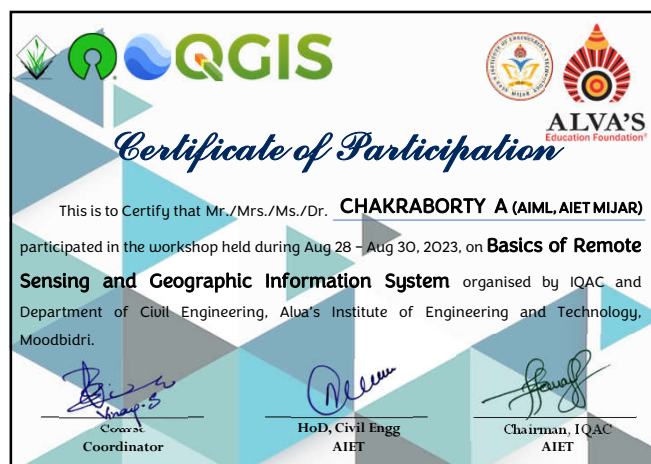 QGIS
ALVA'S
Education Foundation®
Certificate of Participation
This is to Certify that Mr./Mrs./Ms./Dr. CHAKRABORTY A (AIML, AIET MIJAR)
participated in the workshop held during Aug 28 – Aug 30, 2023, on Basics of Remote
Sensing and Geographic Information System organised by IQAC and
Department of Civil Engineering, Alva's Institute of Engineering and Technology,
Moodbidri.
Vinay.S
Course HoD, Civil Engg Chairman, IQAC
Coordinator AIET AIET